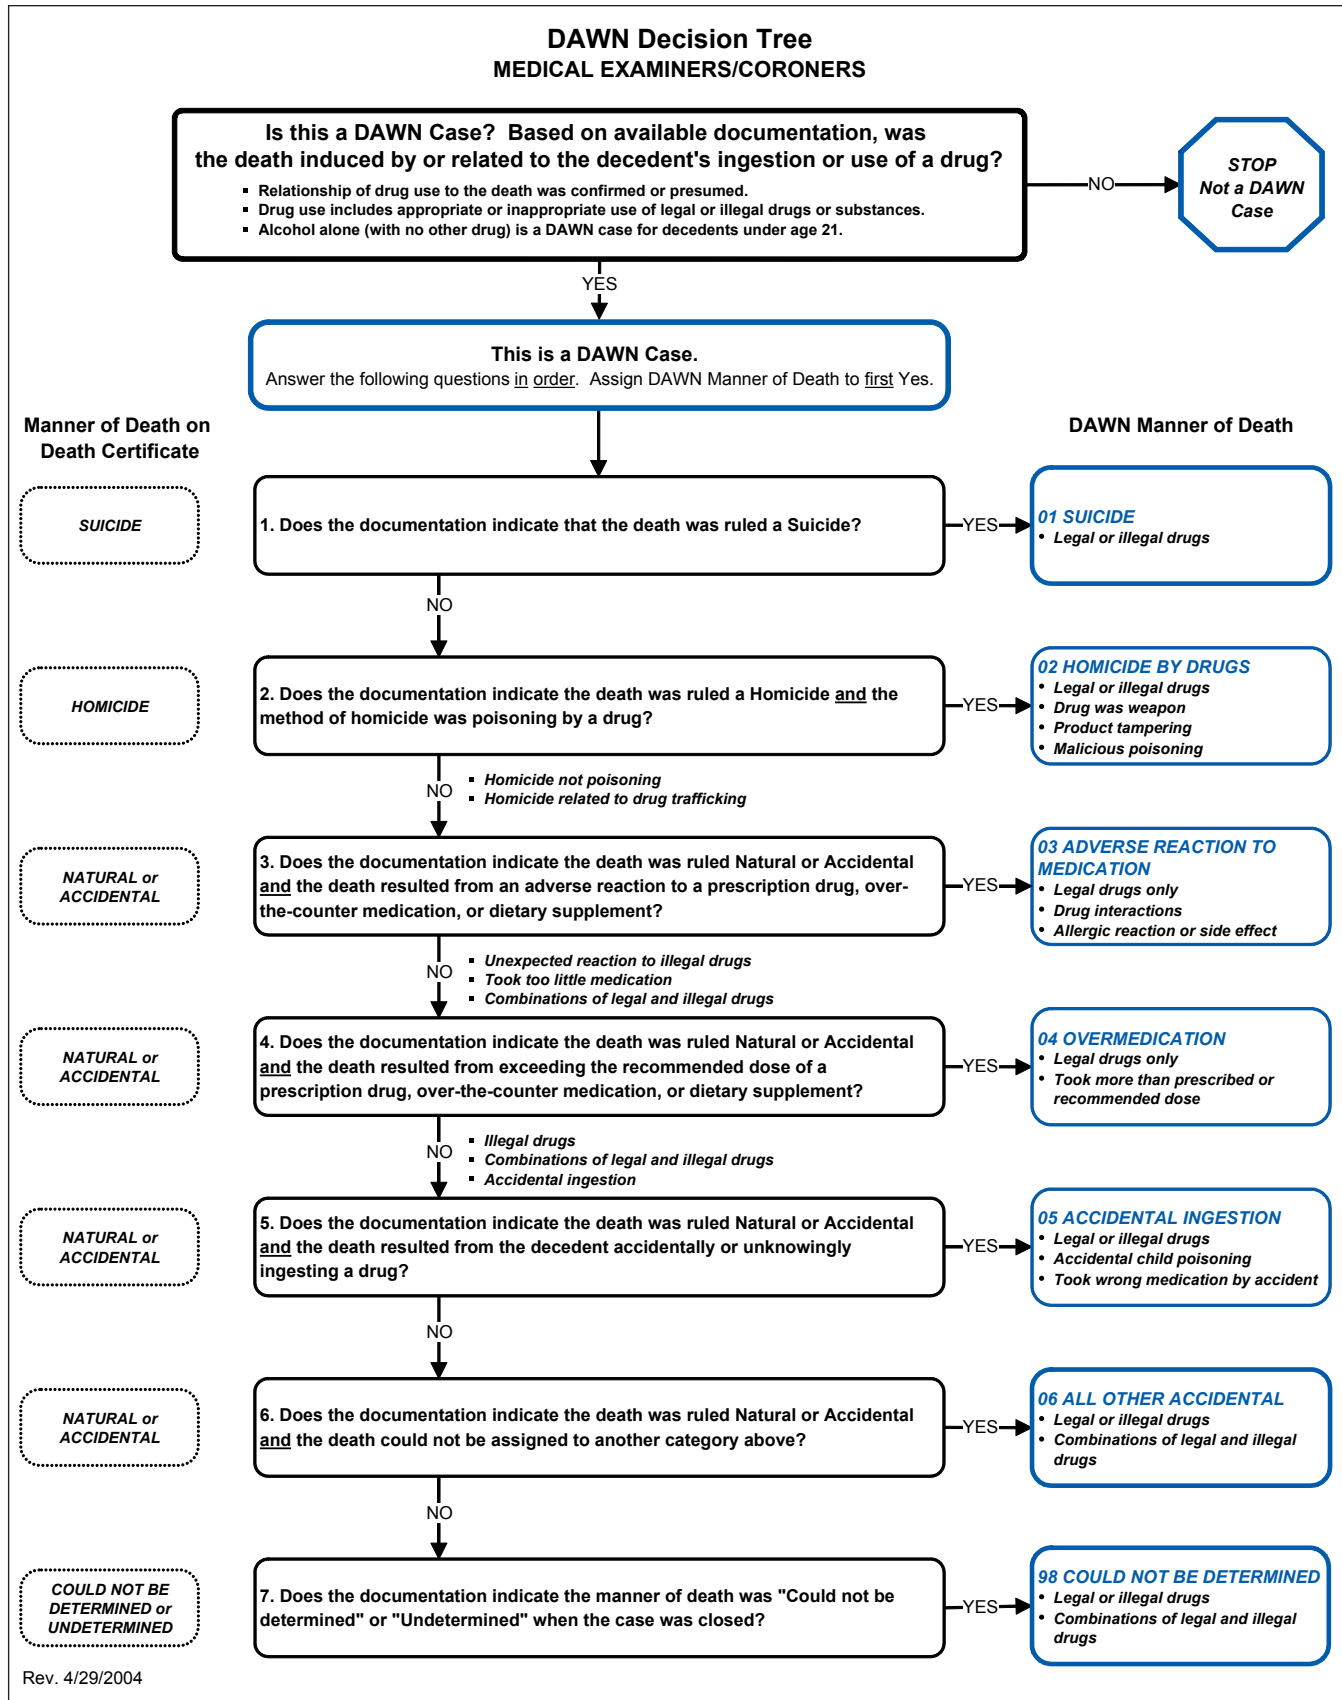 DAWN Decision Tree
MEDICAL EXAMINERS/CORONERS
Is this a DAWN Case? Based on available documentation, was
the death induced by or related to the decedent's ingestion or use of a drug?
▪ Relationship of drug use to the death was confirmed or presumed.
▪ Drug use includes appropriate or inappropriate use of legal or illegal drugs or substances.
▪ Alcohol alone (with no other drug) is a DAWN case for decedents under age 21.
NO
STOP
Not a DAWN
Case
YES
This is a DAWN Case.
Answer the following questions in order. Assign DAWN Manner of Death to first Yes.
Manner of Death on
Death Certificate
DAWN Manner of Death
SUICIDE
1. Does the documentation indicate that the death was ruled a Suicide?
YES
01 SUICIDE
• Legal or illegal drugs
NO
HOMICIDE
2. Does the documentation indicate the death was ruled a Homicide and the
method of homicide was poisoning by a drug?
YES
02 HOMICIDE BY DRUGS
• Legal or illegal drugs
• Drug was weapon
• Product tampering
• Malicious poisoning
NO
▪ Homicide not poisoning
▪ Homicide related to drug trafficking
NATURAL or
ACCIDENTAL
3. Does the documentation indicate the death was ruled Natural or Accidental
and the death resulted from an adverse reaction to a prescription drug, over-
the-counter medication, or dietary supplement?
YES
03 ADVERSE REACTION TO
MEDICATION
• Legal drugs only
• Drug interactions
• Allergic reaction or side effect
NO
▪ Unexpected reaction to illegal drugs
▪ Took too little medication
▪ Combinations of legal and illegal drugs
NATURAL or
ACCIDENTAL
4. Does the documentation indicate the death was ruled Natural or Accidental
and the death resulted from exceeding the recommended dose of a
prescription drug, over-the-counter medication, or dietary supplement?
YES
04 OVERMEDICATION
• Legal drugs only
• Took more than prescribed or
recommended dose
NO
▪ Illegal drugs
▪ Combinations of legal and illegal drugs
▪ Accidental ingestion
NATURAL or
ACCIDENTAL
5. Does the documentation indicate the death was ruled Natural or Accidental
and the death resulted from the decedent accidentally or unknowingly
ingesting a drug?
YES
05 ACCIDENTAL INGESTION
• Legal or illegal drugs
• Accidental child poisoning
• Took wrong medication by accident
NO
NATURAL or
ACCIDENTAL
6. Does the documentation indicate the death was ruled Natural or Accidental
and the death could not be assigned to another category above?
YES
06 ALL OTHER ACCIDENTAL
• Legal or illegal drugs
• Combinations of legal and illegal
drugs
NO
COULD NOT BE
DETERMINED or
UNDETERMINED
7. Does the documentation indicate the manner of death was "Could not be
determined" or "Undetermined" when the case was closed?
YES
98 COULD NOT BE DETERMINED
• Legal or illegal drugs
• Combinations of legal and illegal
drugs
Rev. 4/29/2004